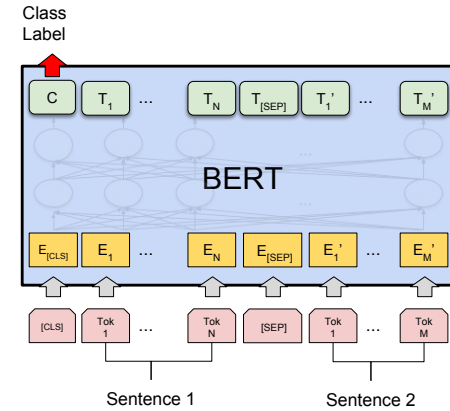 Class
Label
C T1 ... TN T[SEP] T1' ... TM'
...
BERT
...
E[CLS] E1 ... EN E[SEP] E1' ... EM'
[CLS] Tok 1 ... Tok N [SEP] Tok 1 ... Tok M
Sentence 1 Sentence 2